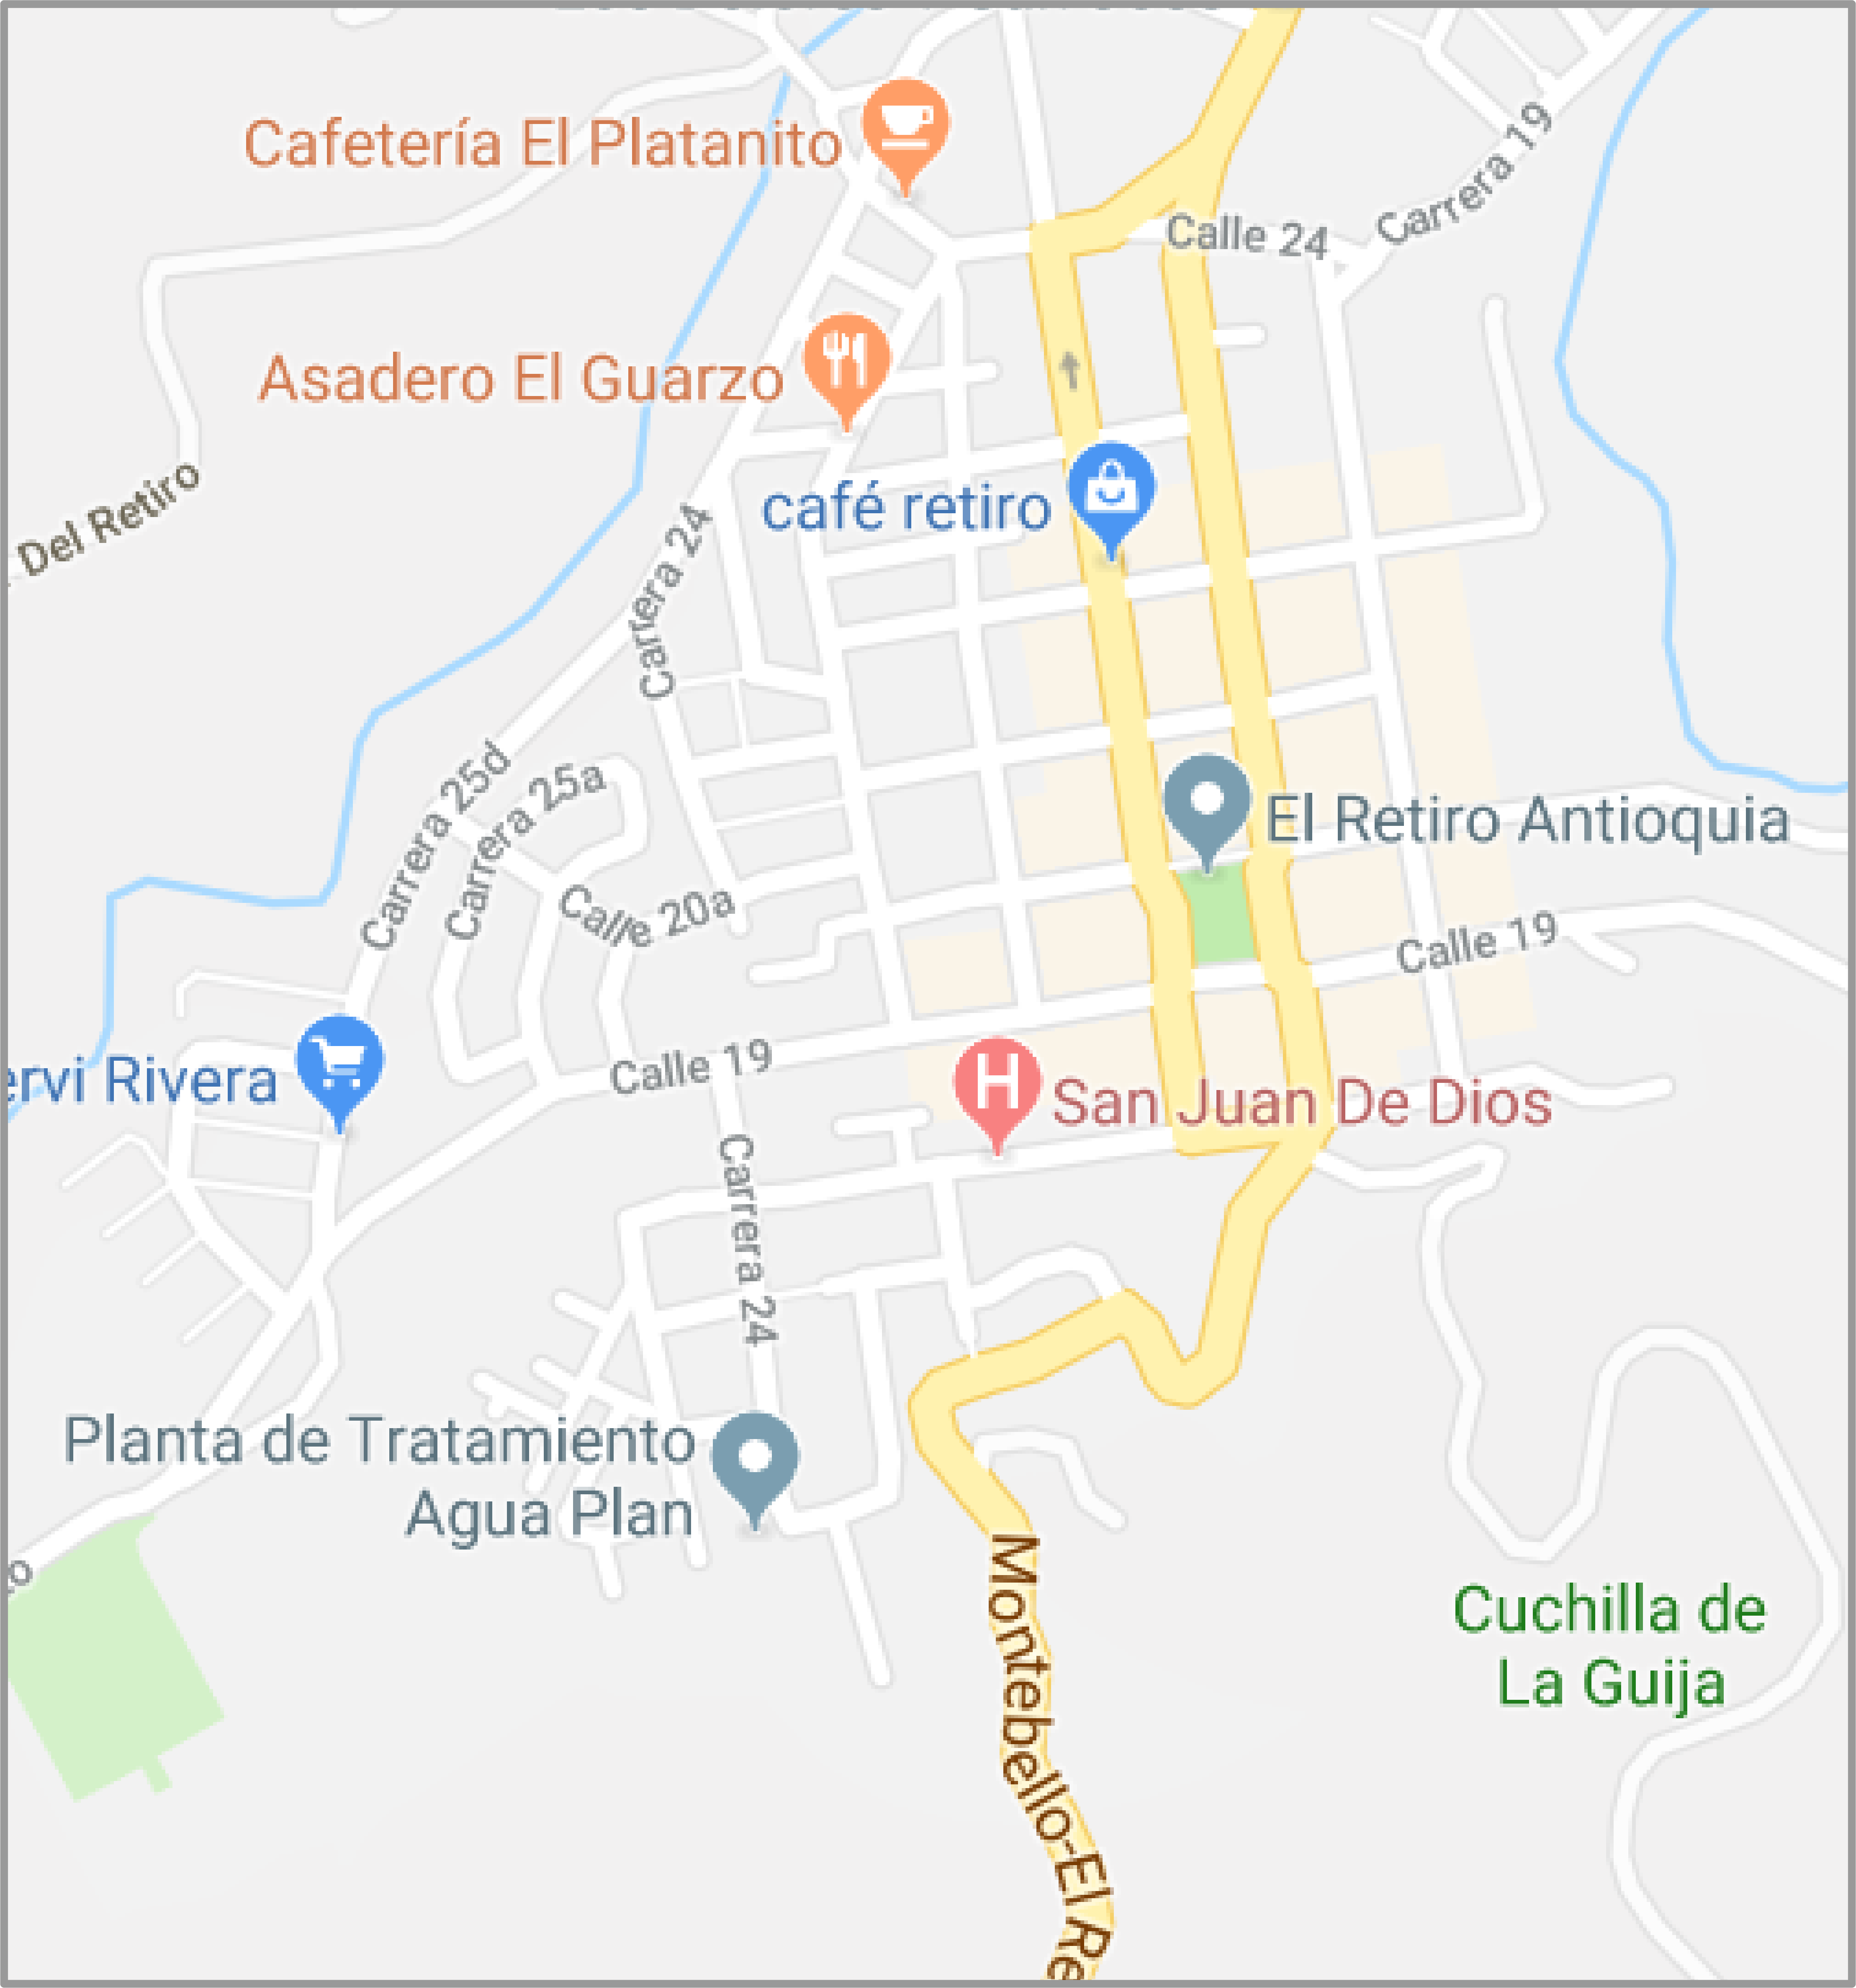 Cafetería El Platanito
Calle 24
Carrera 19
Asadero El Guarzo
Del Retiro
café retiro
Carrera 24
Carrera 25d
Carrera 25a
El Retiro Antioquia
Calle 20a
Calle 19
ervi Rivera
Calle 19
San Juan De Dios
Carrera 24
Planta de Tratamiento
Agua Plan
Montebello-El Re
Cuchilla de
La Guija